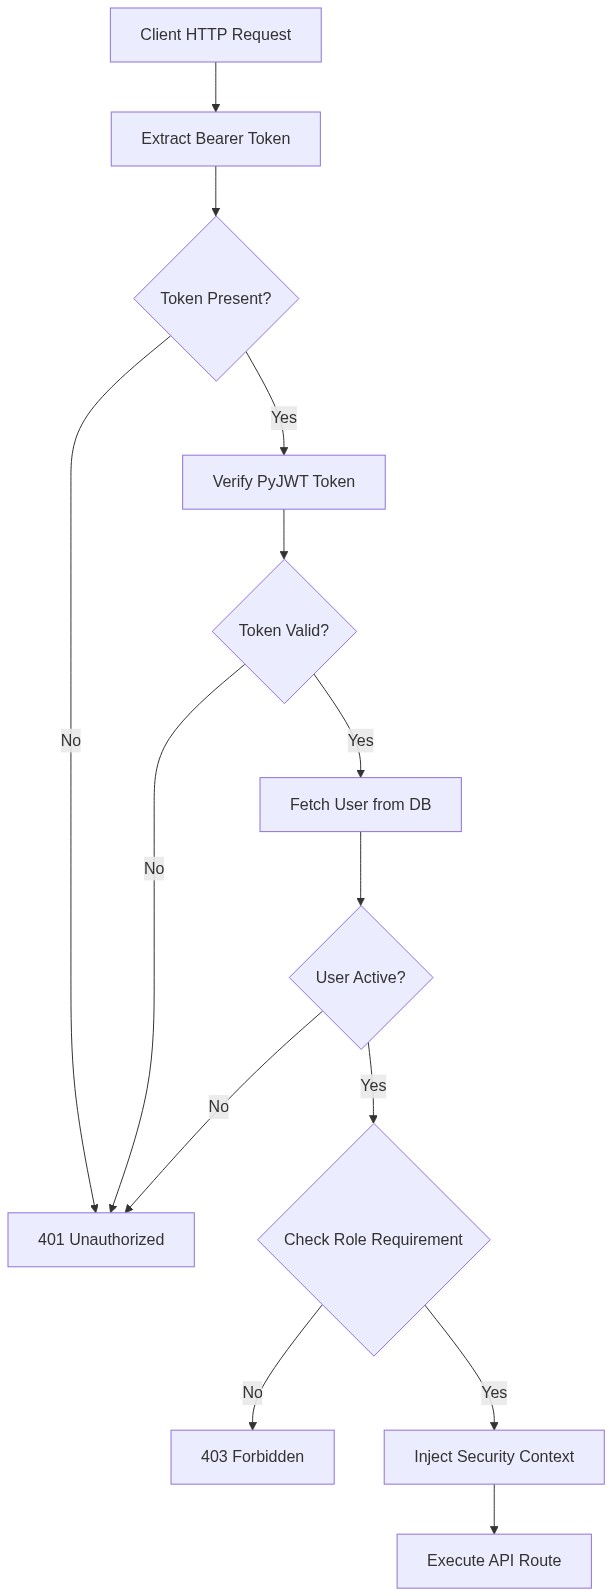 Client HTTP Request
Extract Bearer Token
Token Present?
Yes
Verify PyJWT Token
Token Valid?
No
Yes
Fetch User from DB
No
User Active?
Yes
No
401 Unauthorized
Check Role Requirement
No
Yes
403 Forbidden
Inject Security Context
Execute API Route